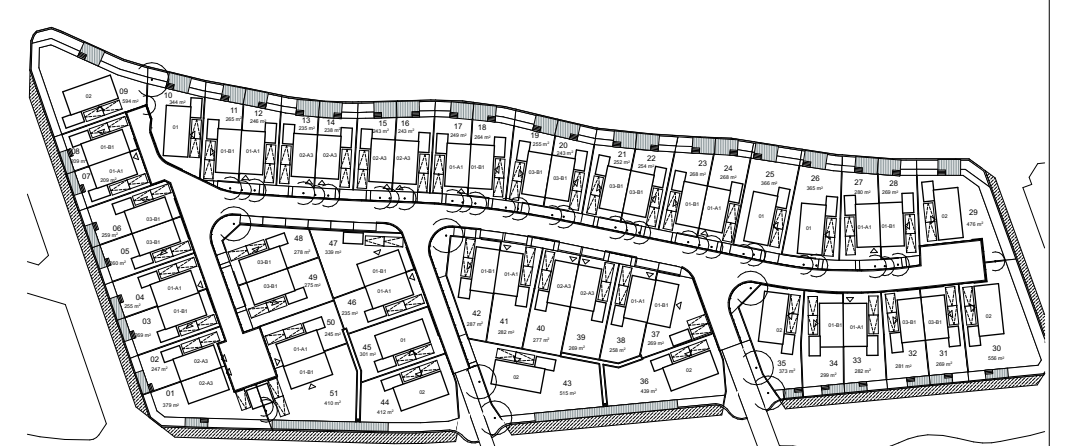 09
594 m²
02
10
344 m²
01
11
265 m²
01-B1
12
246 m²
01-A1
13
235 m²
02-A3
14
238 m²
02-A3
15
243 m²
02-A3
16
243 m²
02-A3
17
249 m²
01-A1
18
264 m²
01-B1
19
255 m²
03-B1
20
243 m²
03-B1
21
252 m²
03-B1
22
254 m²
03-B1
23
266 m²
01-B1
24
268 m²
01-A1
25
366 m²
01
26
365 m²
01
27
280 m²
01-A1
28
269 m²
01-B1
29
476 m²
02
08
01-B1
07
209 m²
01-A1
06
259 m²
03-B1
05
03-B1
04
255 m²
01-A1
03
01-B1
02
247 m²
02-A3
01
379 m²
02-A3
48
278 m²
03-B1
47
339 m²
01-B1
49
275 m²
03-B1
46
235 m²
01-A1
50
245 m²
01-A1
51
410 m²
01-B1
45
301 m²
01
44
412 m²
02
42
287 m²
01-B1
41
282 m²
01-A1
40
277 m²
02-A3
39
269 m²
02-A3
38
258 m²
01-A1
37
269 m²
01-B1
43
515 m²
02
36
439 m²
02
35
373 m²
02
34
299 m²
01-B1
33
282 m²
01-A1
32
281 m²
03-B1
31
269 m²
03-B1
30
556 m²
02